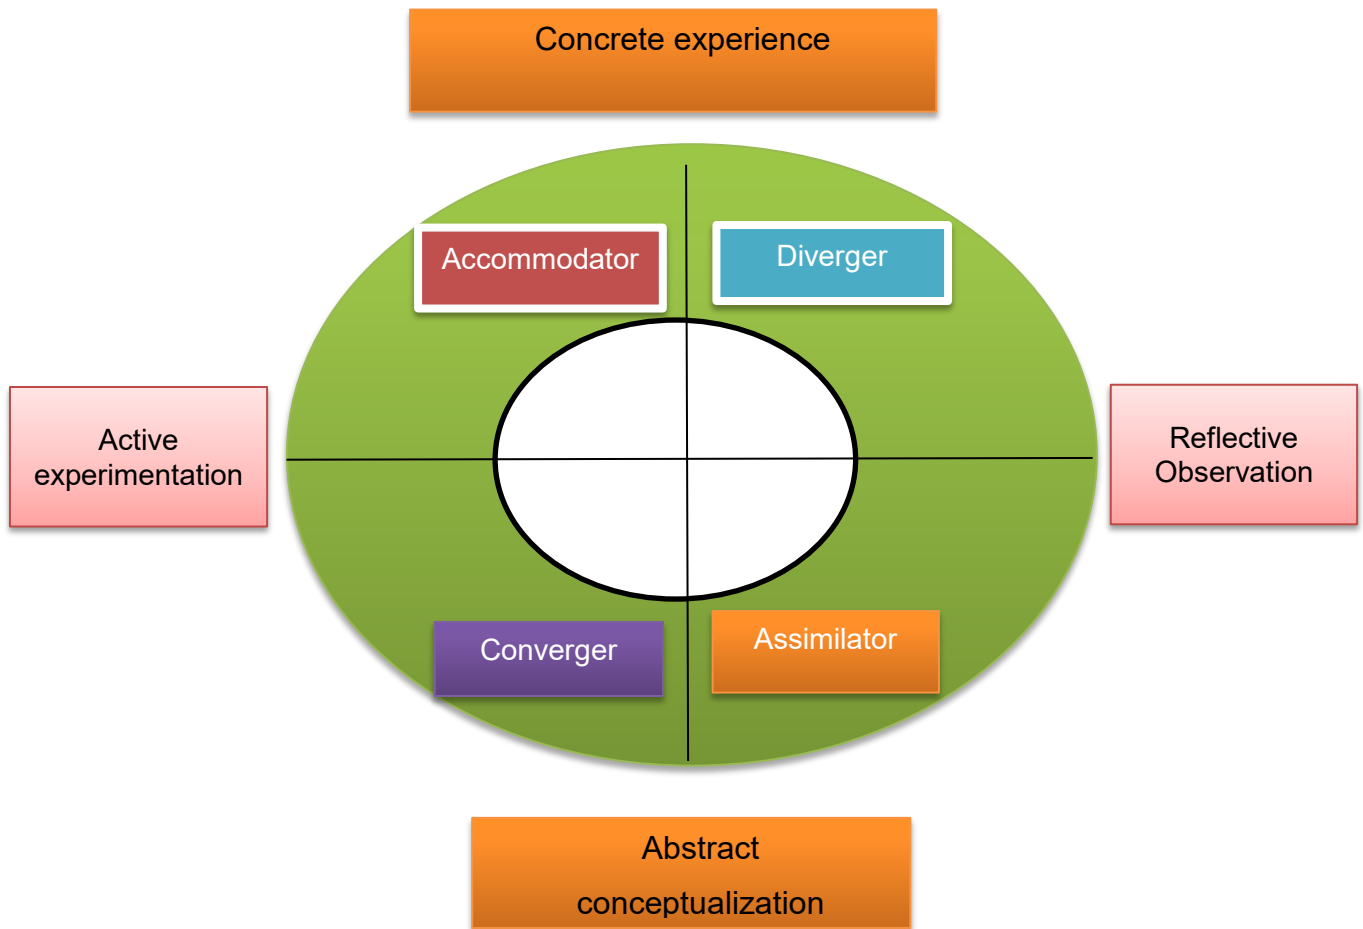 Concrete experience
Accommodator
Diverger
Active
experimentation
Reflective
Observation
Converger
Assimilator
Abstract
conceptualization